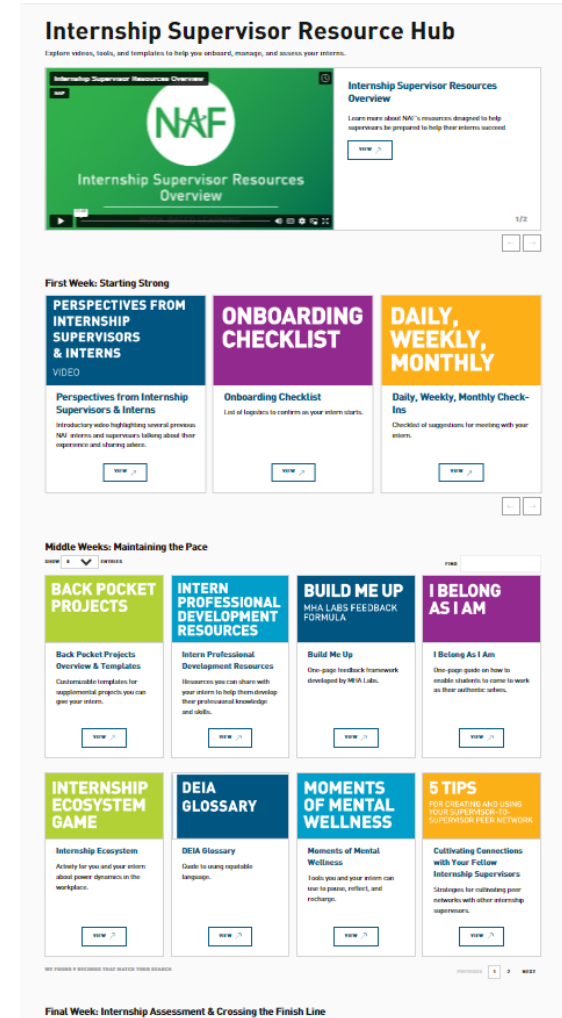 Internship Supervisor Resource Hub
Explore videos, tools, and templates to help you onboard, manage, and assess your interns.
Internship Supervisor Resources Overview
NAF
NAF
Internship Supervisor Resources
Overview
Internship Supervisor Resources
Overview
Learn more about NAF's resources designed to help
supervisors be prepared to help their interns succeed
VIEW
1/2
First Week: Starting Strong
PERSPECTIVES FROM
INTERNSHIP
SUPERVISORS
& INTERNS
VIDEO
Perspectives from Internship
Supervisors & Interns
Introductory video highlighting several previous
NAF interns and supervisors talking about their
experience and sharing advice.
VIEW
ONBOARDING
CHECKLIST
Onboarding Checklist
List of logistics to confirm as your intern starts.
VIEW
DAILY,
WEEKLY,
MONTHLY
Daily, Weekly, Monthly Check-
Ins
Checklist of suggestions for meeting with your
intern.
VIEW
Middle Weeks: Maintaining the Pace
SHOW 8 ENTRIES
FIND
BACK POCKET
PROJECTS
Back Pocket Projects
Overview & Templates
Customizable templates for
supplemental projects you can
give your intern.
VIEW
INTERN
PROFESSIONAL
DEVELOPMENT
RESOURCES
Intern Professional
Development Resources
Resources you can share with
your intern to help them develop
their professional knowledge
and skills.
VIEW
BUILD ME UP
MHA LABS FEEDBACK
FORMULA
Build Me Up
One-page feedback framework
developed by MHA Labs.
VIEW
I BELONG
AS I AM
I Belong As I Am
One-page guide on how to
enable students to come to work
as their authentic selves.
VIEW
INTERNSHIP
ECOSYSTEM
GAME
Internship Ecosystem
Activity for you and your intern
about power dynamics in the
workplace.
VIEW
DEIA
GLOSSARY
DEIA Glossary
Guide to using equitable
language.
VIEW
MOMENTS
OF MENTAL
WELLNESS
Moments of Mental
Wellness
Tools you and your intern can
use to pause, reflect, and
recharge.
VIEW
5 TIPS
FOR CREATING AND USING
YOUR SUPERVISOR-TO-
SUPERVISOR PEER NETWORK
Cultivating Connections
with Your Fellow
Internship Supervisors
Strategies for cultivating peer
networks with other internship
supervisors.
VIEW
WE FOUND 9 RECORDS THAT MATCH YOUR SEARCH
PREVIOUS 1 2 NEXT
Final Week: Internship Assessment & Crossing the Finish Line